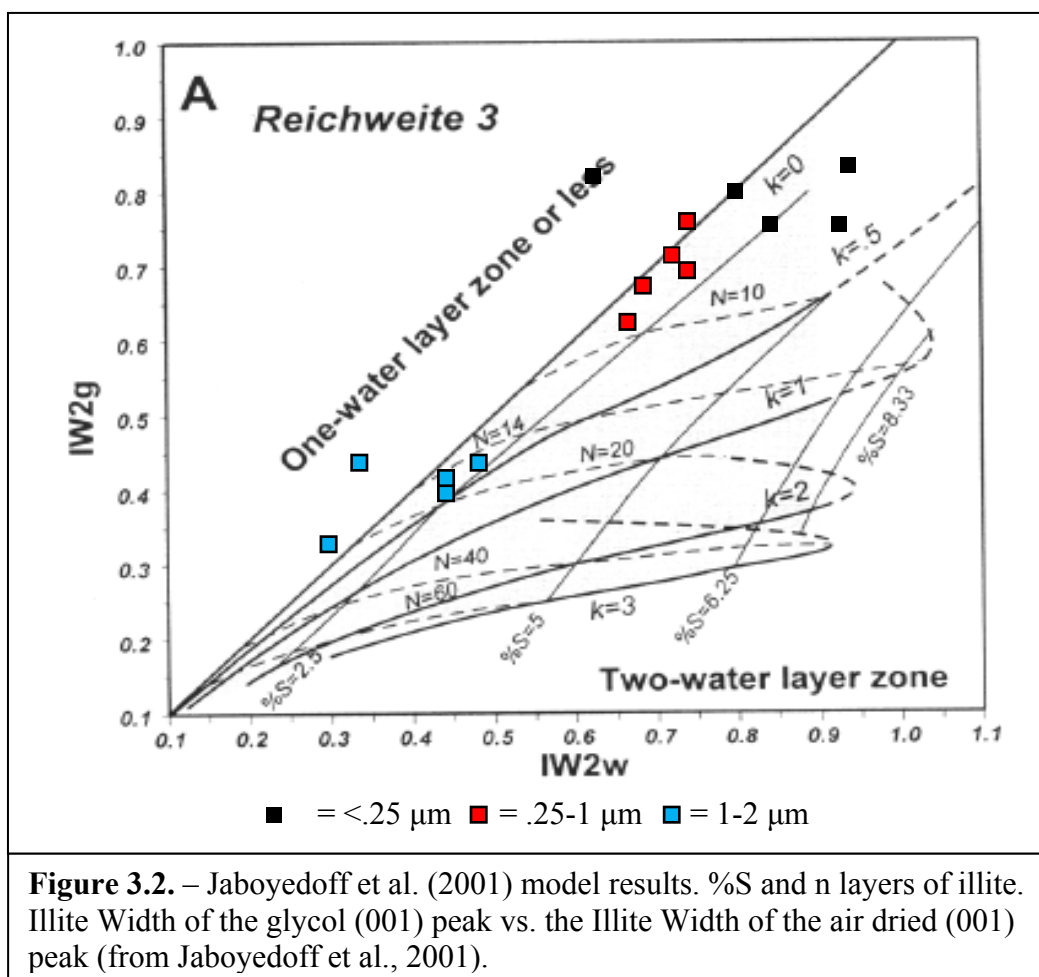 A
Reichweite 3
One-water layer zone or less
k=0
k=.5
N=10
k=1
N=14
N=20
%S=8.33
k=2
N=40
N=60
k=3
%S=2.5
%S=5
%S=6.25
Two-water layer zone
IW2g
1.0
0.9
0.8
0.7
0.6
0.5
0.4
0.3
0.2
0.1
0.1 0.2 0.3 0.4 0.5 0.6 0.7 0.8 0.9 1.0 1.1
IW2w
= <.25 μm = .25-1 μm = 1-2 μm
Figure 3.2. – Jaboyedoff et al. (2001) model results. %S and n layers of illite.
Illite Width of the glycol (001) peak vs. the Illite Width of the air dried (001)
peak (from Jaboyedoff et al., 2001).